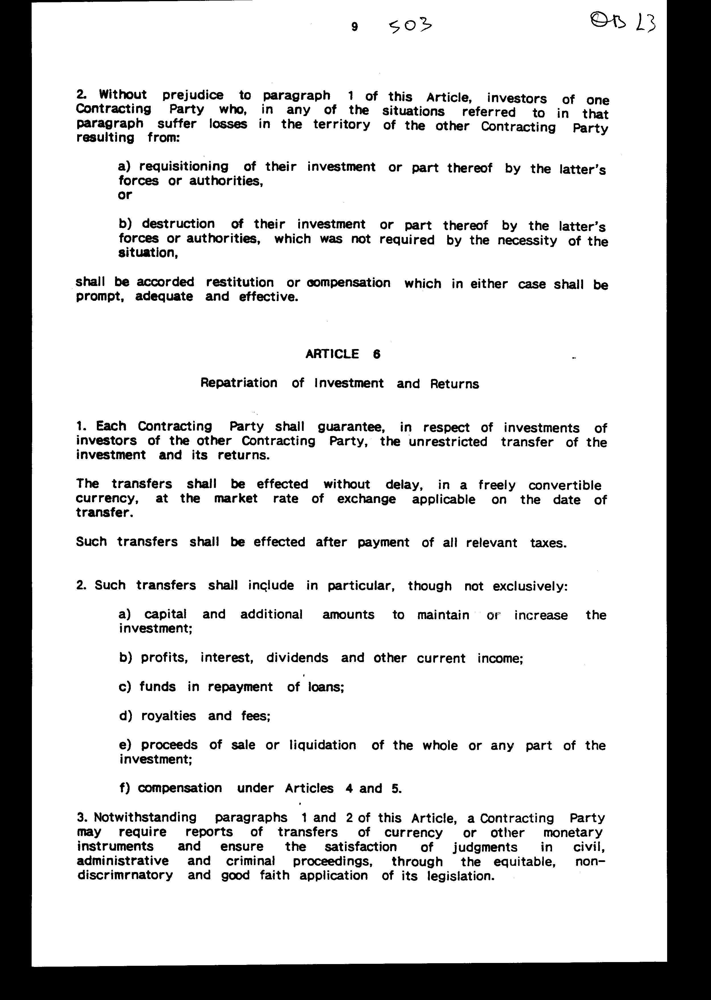 9 503
2. Without prejudice to paragraph 1 of this Article, investors of one
Contracting Party who, in any of the situations referred to in that
paragraph suffer losses in the territory of the other Contracting Party
resulting from:
a) requisitioning of their investment or part thereof by the latter's
forces or authorities,
or
b) destruction of their investment or part thereof by the latter's
forces or authorities, which was not required by the necessity of the
situation,
shall be accorded restitution or compensation which in either case shall be
prompt, adequate and effective.
ARTICLE 6
Repatriation of Investment and Returns
1. Each Contracting Party shall guarantee, in respect of investments of
investors of the other Contracting Party, the unrestricted transfer of the
investment and its returns.
The transfers shall be effected without delay, in a freely convertible
currency, at the market rate of exchange applicable on the date of
transfer.
Such transfers shall be effected after payment of all relevant taxes.
2. Such transfers shall include in particular, though not exclusively:
a) capital and additional amounts to maintain or increase the
investment;
b) profits, interest, dividends and other current income;
c) funds in repayment of loans;
d) royalties and fees;
e) proceeds of sale or liquidation of the whole or any part of the
investment;
f) compensation under Articles 4 and 5.
3. Notwithstanding paragraphs 1 and 2 of this Article, a Contracting Party
may require reports of transfers of currency or other monetary
instruments and ensure the satisfaction of judgments in civil,
administrative and criminal proceedings, through the equitable, non-
discrimrnatory and good faith application of its legislation.